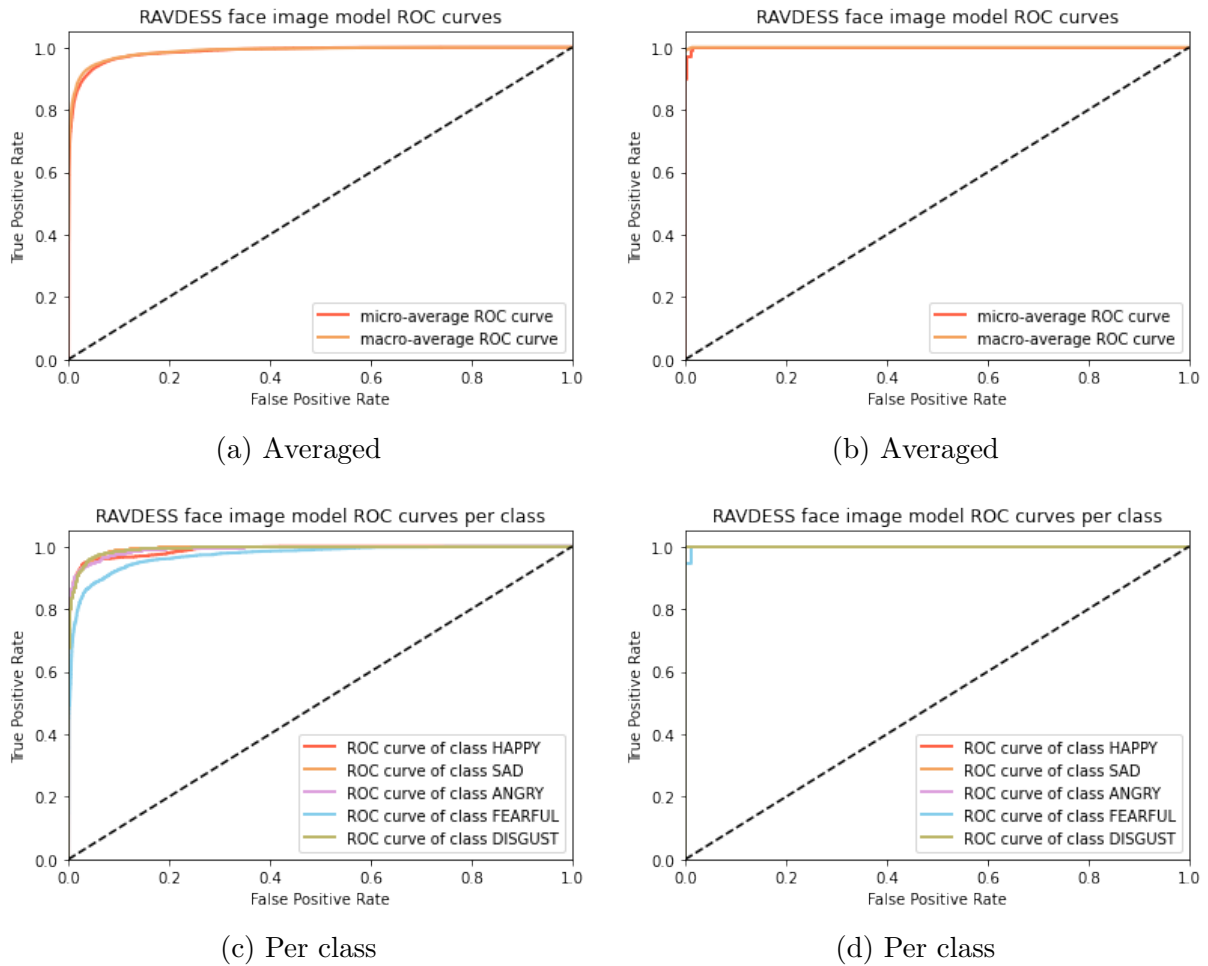 RAVDESS face image model ROC curves
True Positive Rate
1.0
0.8
0.6
0.4
0.2
0.0
micro-average ROC curve
macro-average ROC curve
0.0 0.2 0.4 0.6 0.8 1.0
False Positive Rate
(a) Averaged
RAVDESS face image model ROC curves
True Positive Rate
1.0
0.8
0.6
0.4
0.2
0.0
micro-average ROC curve
macro-average ROC curve
0.0 0.2 0.4 0.6 0.8 1.0
False Positive Rate
(b) Averaged
RAVDESS face image model ROC curves per class
True Positive Rate
1.0
0.8
0.6
0.4
0.2
0.0
ROC curve of class HAPPY
ROC curve of class SAD
ROC curve of class ANGRY
ROC curve of class FEARFUL
ROC curve of class DISGUST
0.0 0.2 0.4 0.6 0.8 1.0
False Positive Rate
(c) Per class
RAVDESS face image model ROC curves per class
True Positive Rate
1.0
0.8
0.6
0.4
0.2
0.0
ROC curve of class HAPPY
ROC curve of class SAD
ROC curve of class ANGRY
ROC curve of class FEARFUL
ROC curve of class DISGUST
0.0 0.2 0.4 0.6 0.8 1.0
False Positive Rate
(d) Per class